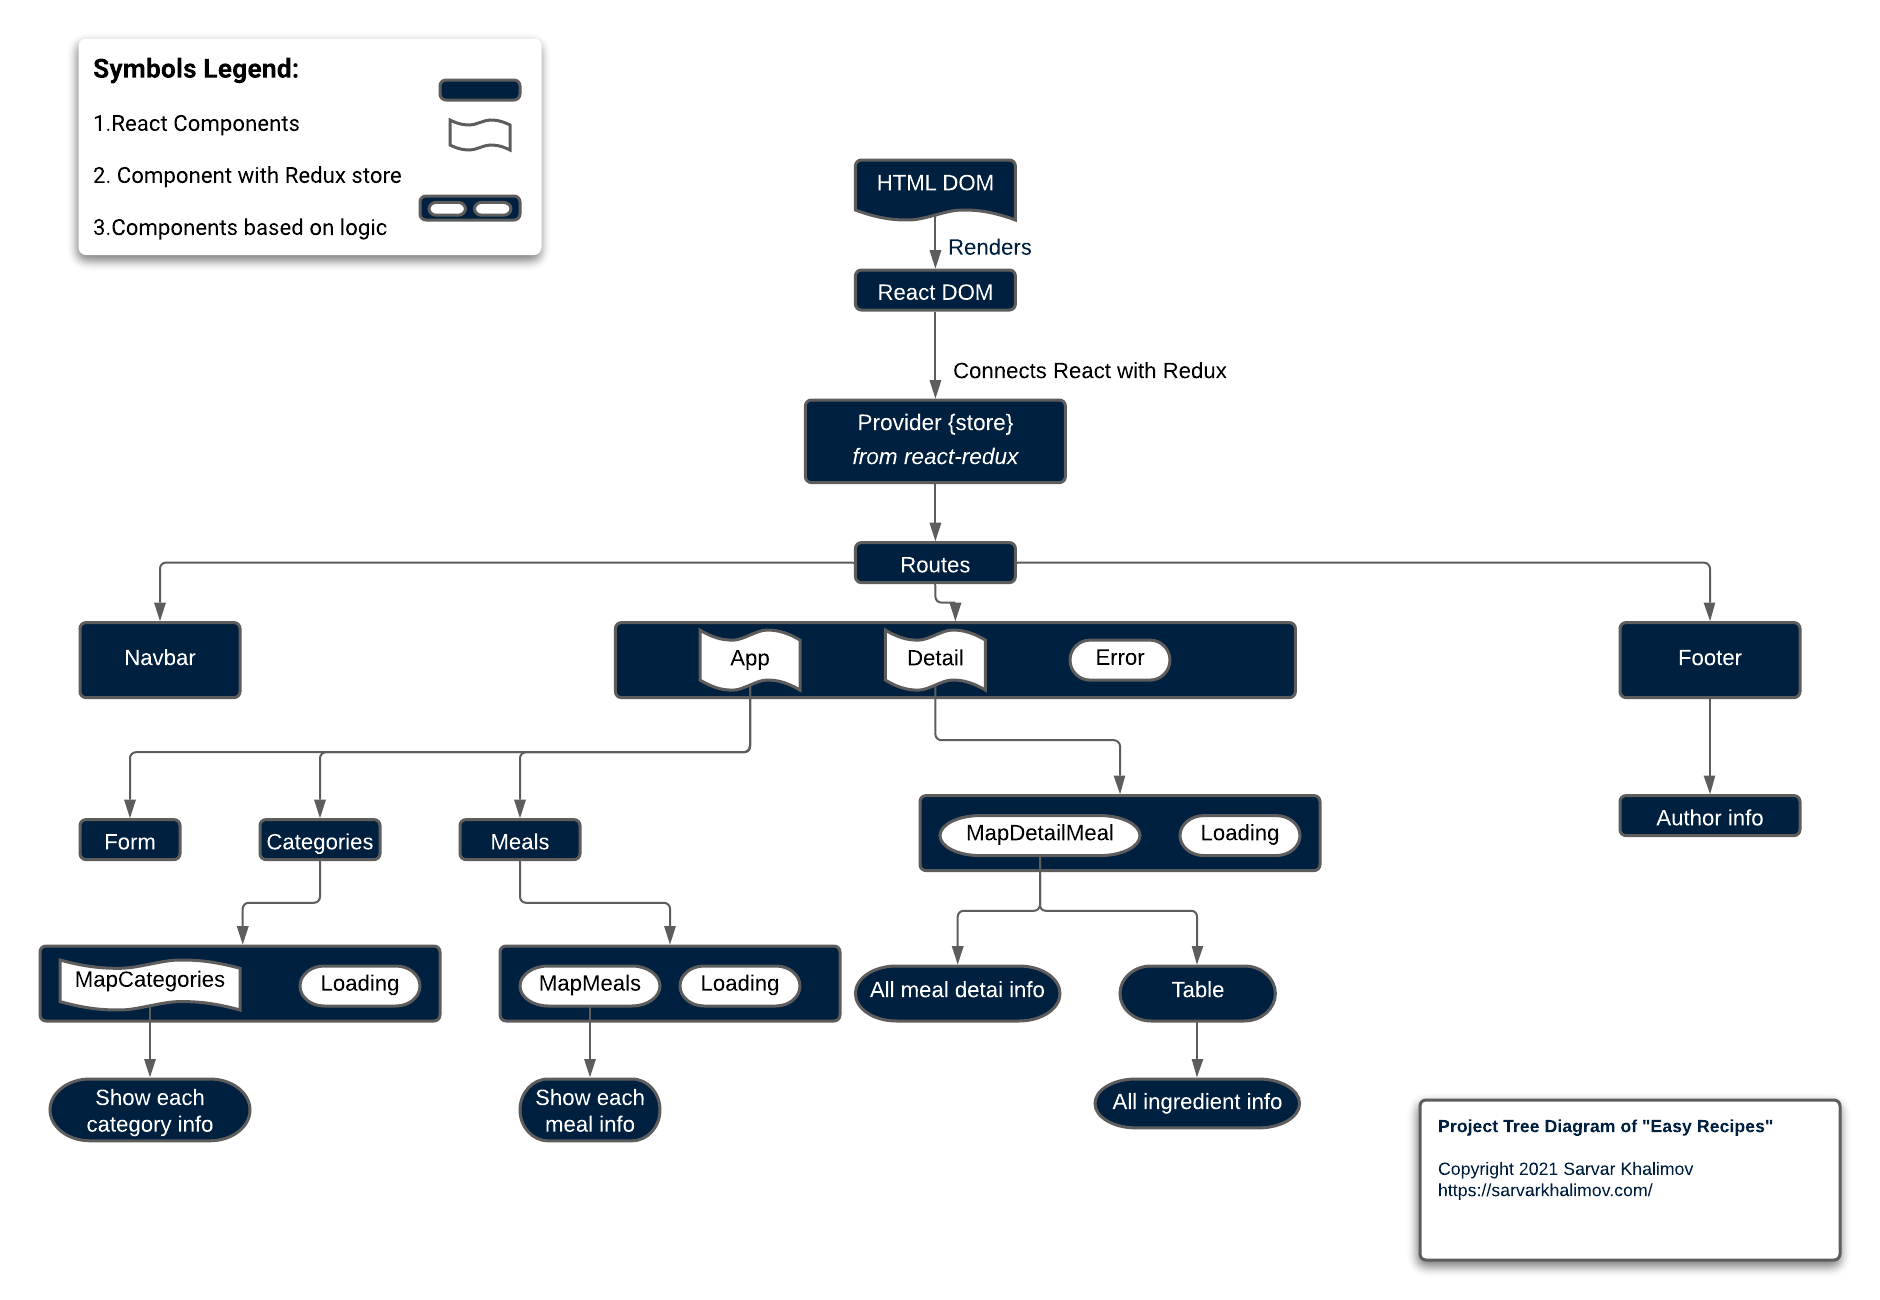 Symbols Legend:
1.React Components
2. Component with Redux store
3.Components based on logic
HTML DOM
Renders
React DOM
Connects React with Redux
Provider {store}
from react-redux
Routes
Navbar
App
Detail
Error
Footer
Form
Categories
Meals
MapDetailMeal
Loading
Author info
MapCategories
Loading
MapMeals
Loading
All meal detai info
Table
Show each
category info
Show each
meal info
All ingredient info
Project Tree Diagram of "Easy Recipes"
Copyright 2021 Sarvar Khalimov
https://sarvarkhalimov.com/